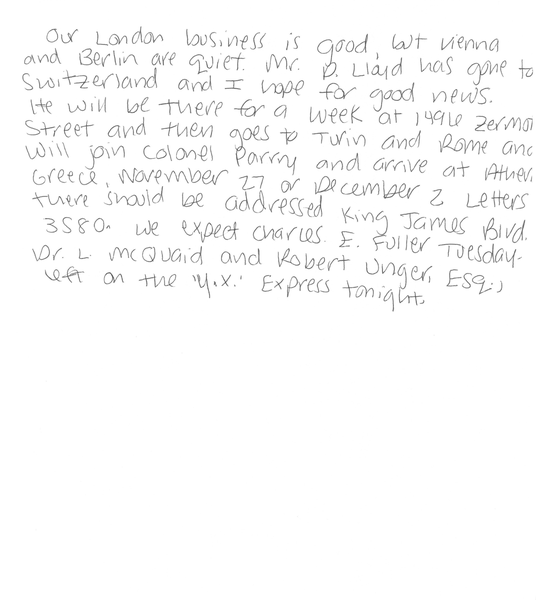 Our London business is good, but Vienna
and Berlin are quiet. Mr. D. Lloyd has gone to
Switzerland and I hope for good news.
He will be there for a week at 1496 Zermot
Street and then goes to Turin and Rome and
will join Colonel Parry and arrive at Athen,
Greece, November 27 or December 2. Letters
there should be addressed King James Blvd.
3580. We expect Charles E. Fuller Tuesday.
Dr. L. McQuaid and Robert Unger, Esq.,
left on the 'Y.X.' Express tonight.